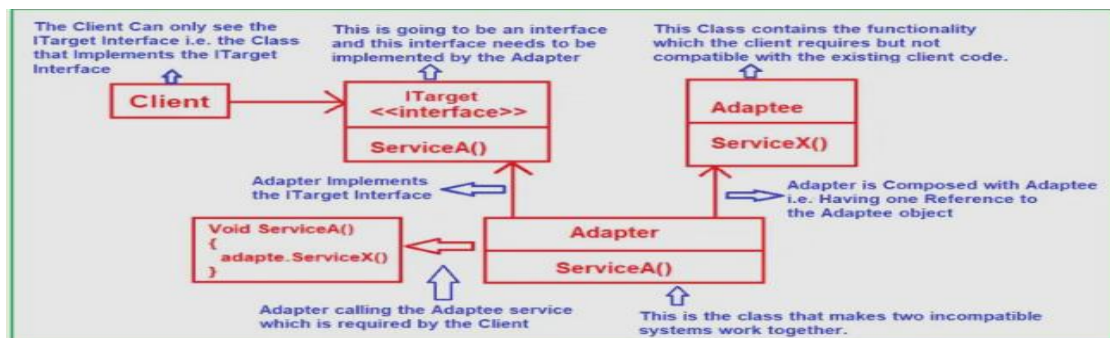 The Client Can only see the
ITarget Interface i.e. the Class
that Implements the ITarget
Interface
This is going to be an interface
and this interface needs to be
implemented by the Adapter
This Class contains the functionality
which the client requires but not
compatible with the existing client code.
Client
ITarget
<<interface>>
ServiceA()
Adaptee
ServiceX()
Adapter Implements
the ITarget Interface
Adapter is Composed with Adaptee
i.e. Having one Reference to
the Adaptee object
Void ServiceA()
{
adapte.ServiceX()
}
Adapter
ServiceA()
Adapter calling the Adaptee service
which is required by the Client
This is the class that makes two incompatible
systems work together.